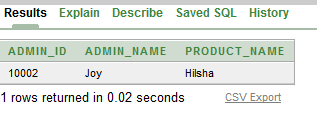 Results Explain Describe Saved SQL History
ADMIN_ID ADMIN_NAME PRODUCT_NAME
10002 Joy Hilsha
1 rows returned in 0.02 seconds CSV Export